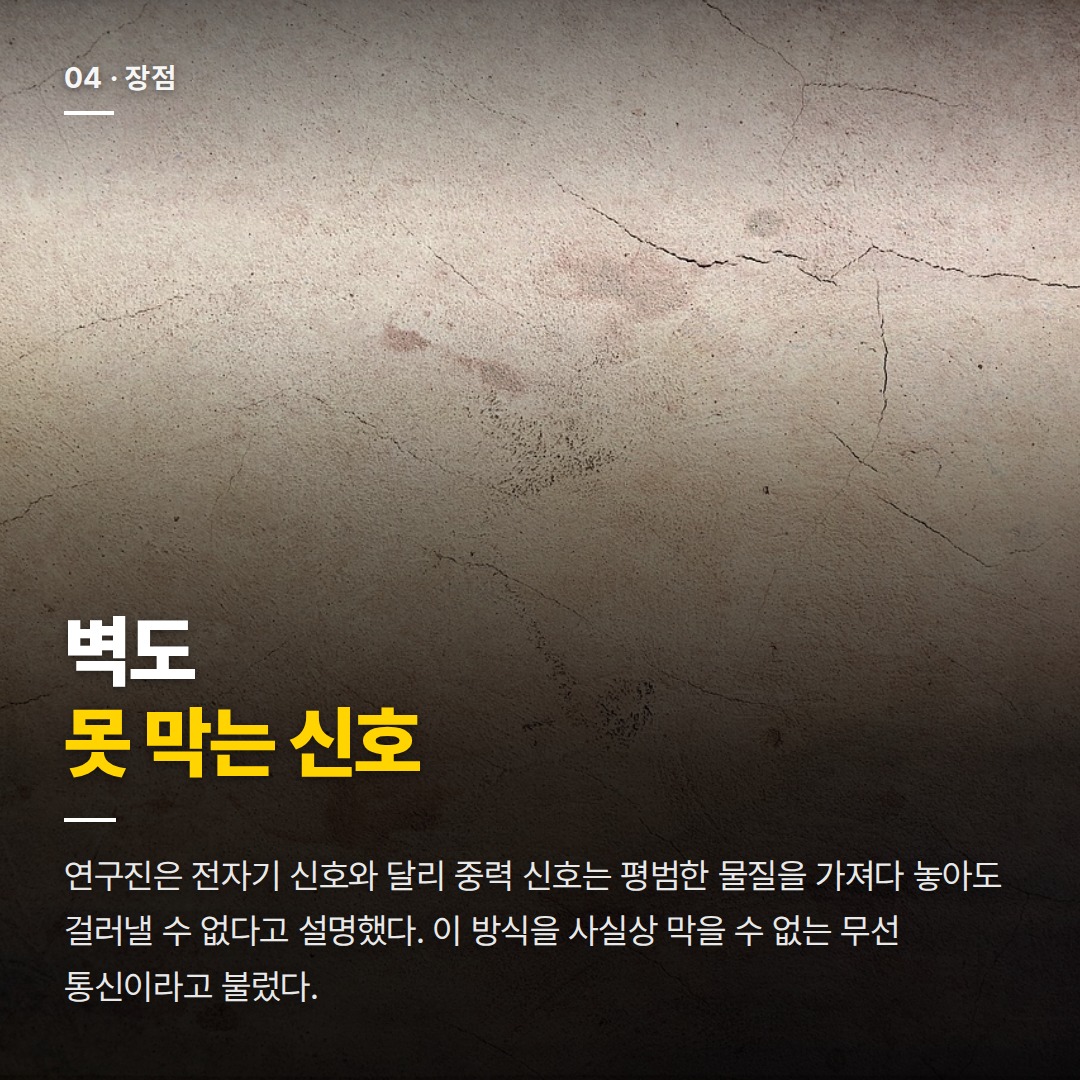 04 · 장점
벽도
못 막는 신호
연구진은 전자기 신호와 달리 중력 신호는 평범한 물질을 가져다 놓아도
걸러낼 수 없다고 설명했다. 이 방식을 사실상 막을 수 없는 무선
통신이라고 불렀다.